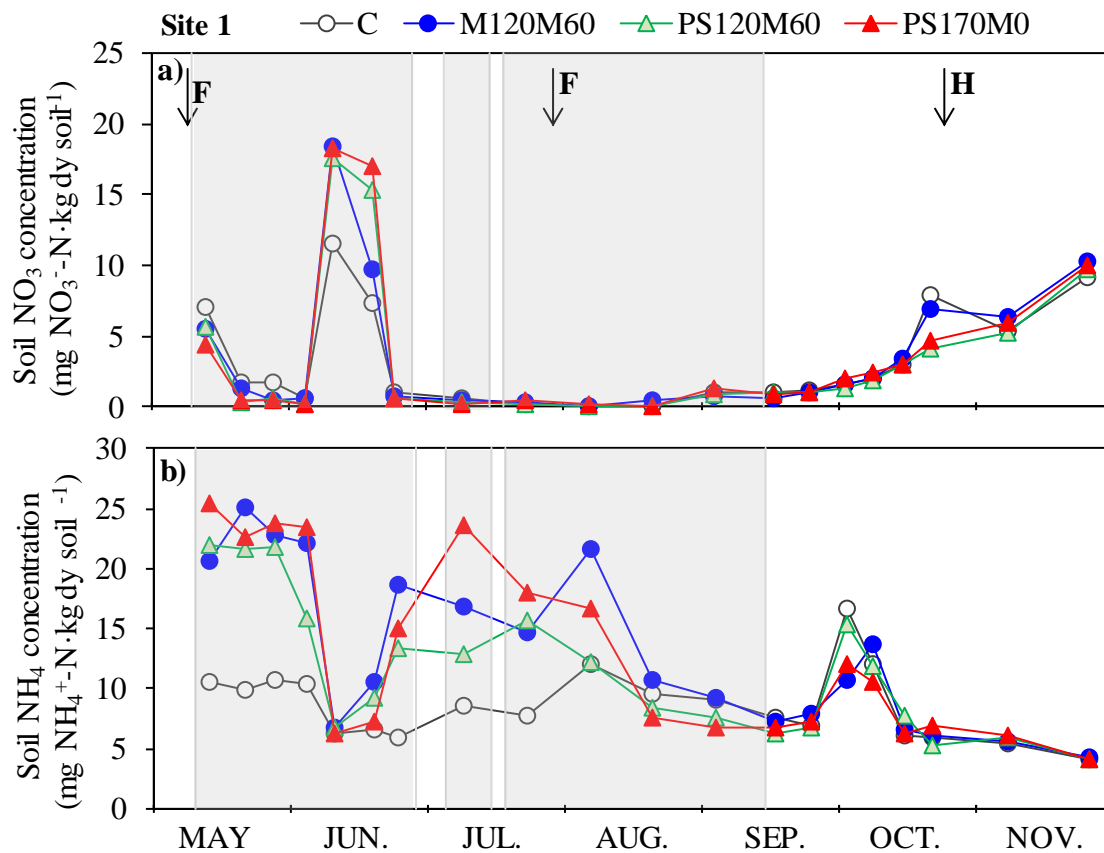 Site 1 C M120M60 PS120M60 PS170M0
a)
F F H
Soil NO3 concentration
(mg NO3⁻-N·kg dy soil⁻¹)
25
20
15
10
5
0
b)
Soil NH4 concentration
(mg NH4⁺-N·kg dy soil ⁻¹)
30
25
20
15
10
5
0
MAY JUN. JUL. AUG. SEP. OCT. NOV.